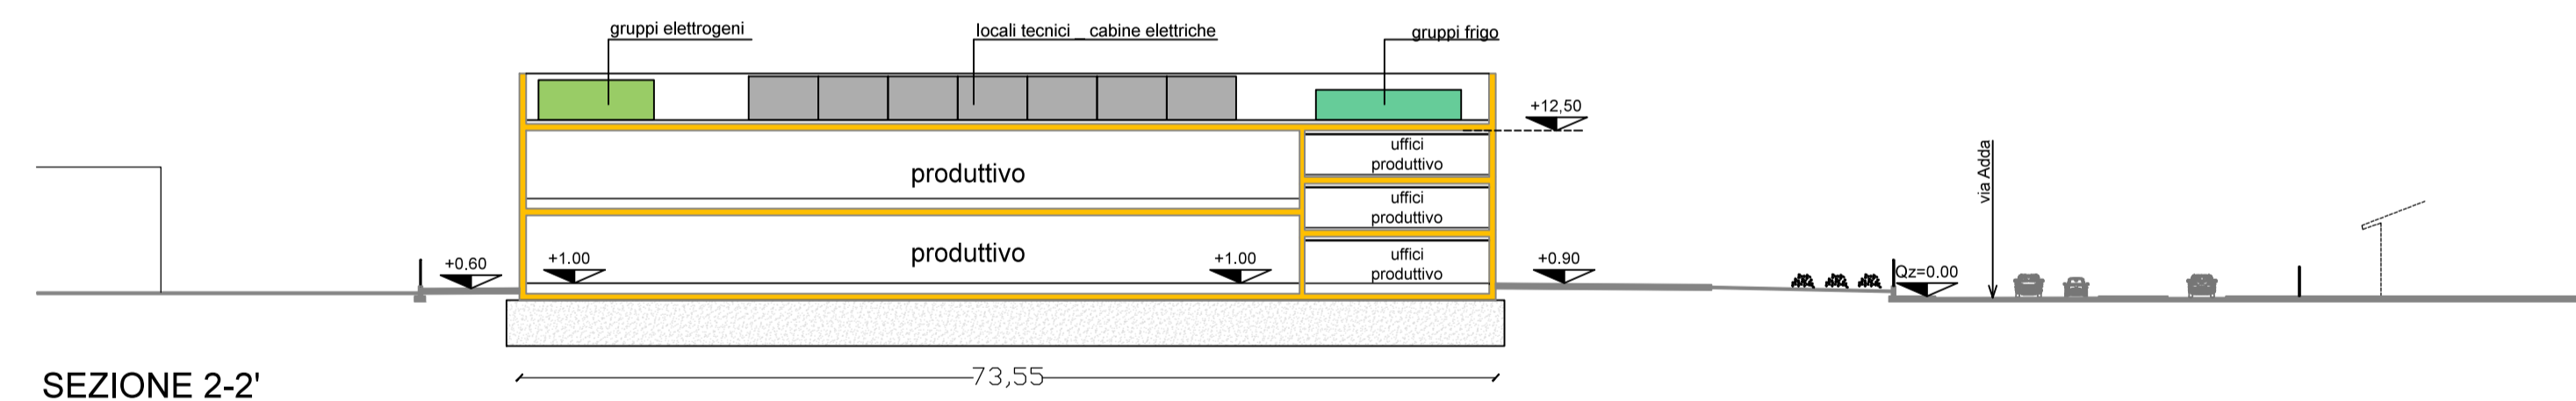 gruppi elettrogeni
locali tecnici _ cabine elettriche
gruppi frigo
+12,50
uffici
produttivo
produttivo
uffici
produttivo
via Adda
produttivo
uffici
produttivo
+0.60
+1.00
+1.00
+0.90
Qz=0.00
73,55
SEZIONE 2-2'